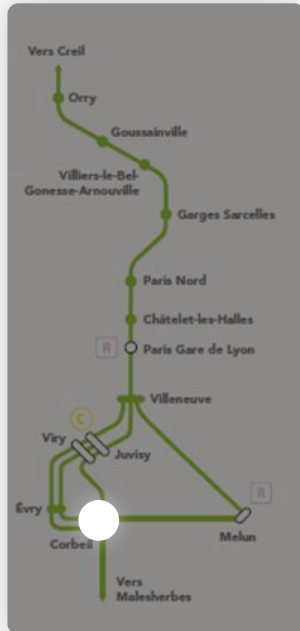 Vers Creil
Orry
Goussainville
Villiers-le-Bel-
Gonesse-Arnouville
Garges Sarcelles
Paris Nord
Châtelet-les-Halles
R
Paris Gare de Lyon
Villeneuve
C
Viry
Juvisy
R
Évry
Melun
Corbeil
Vers
Malesherbes